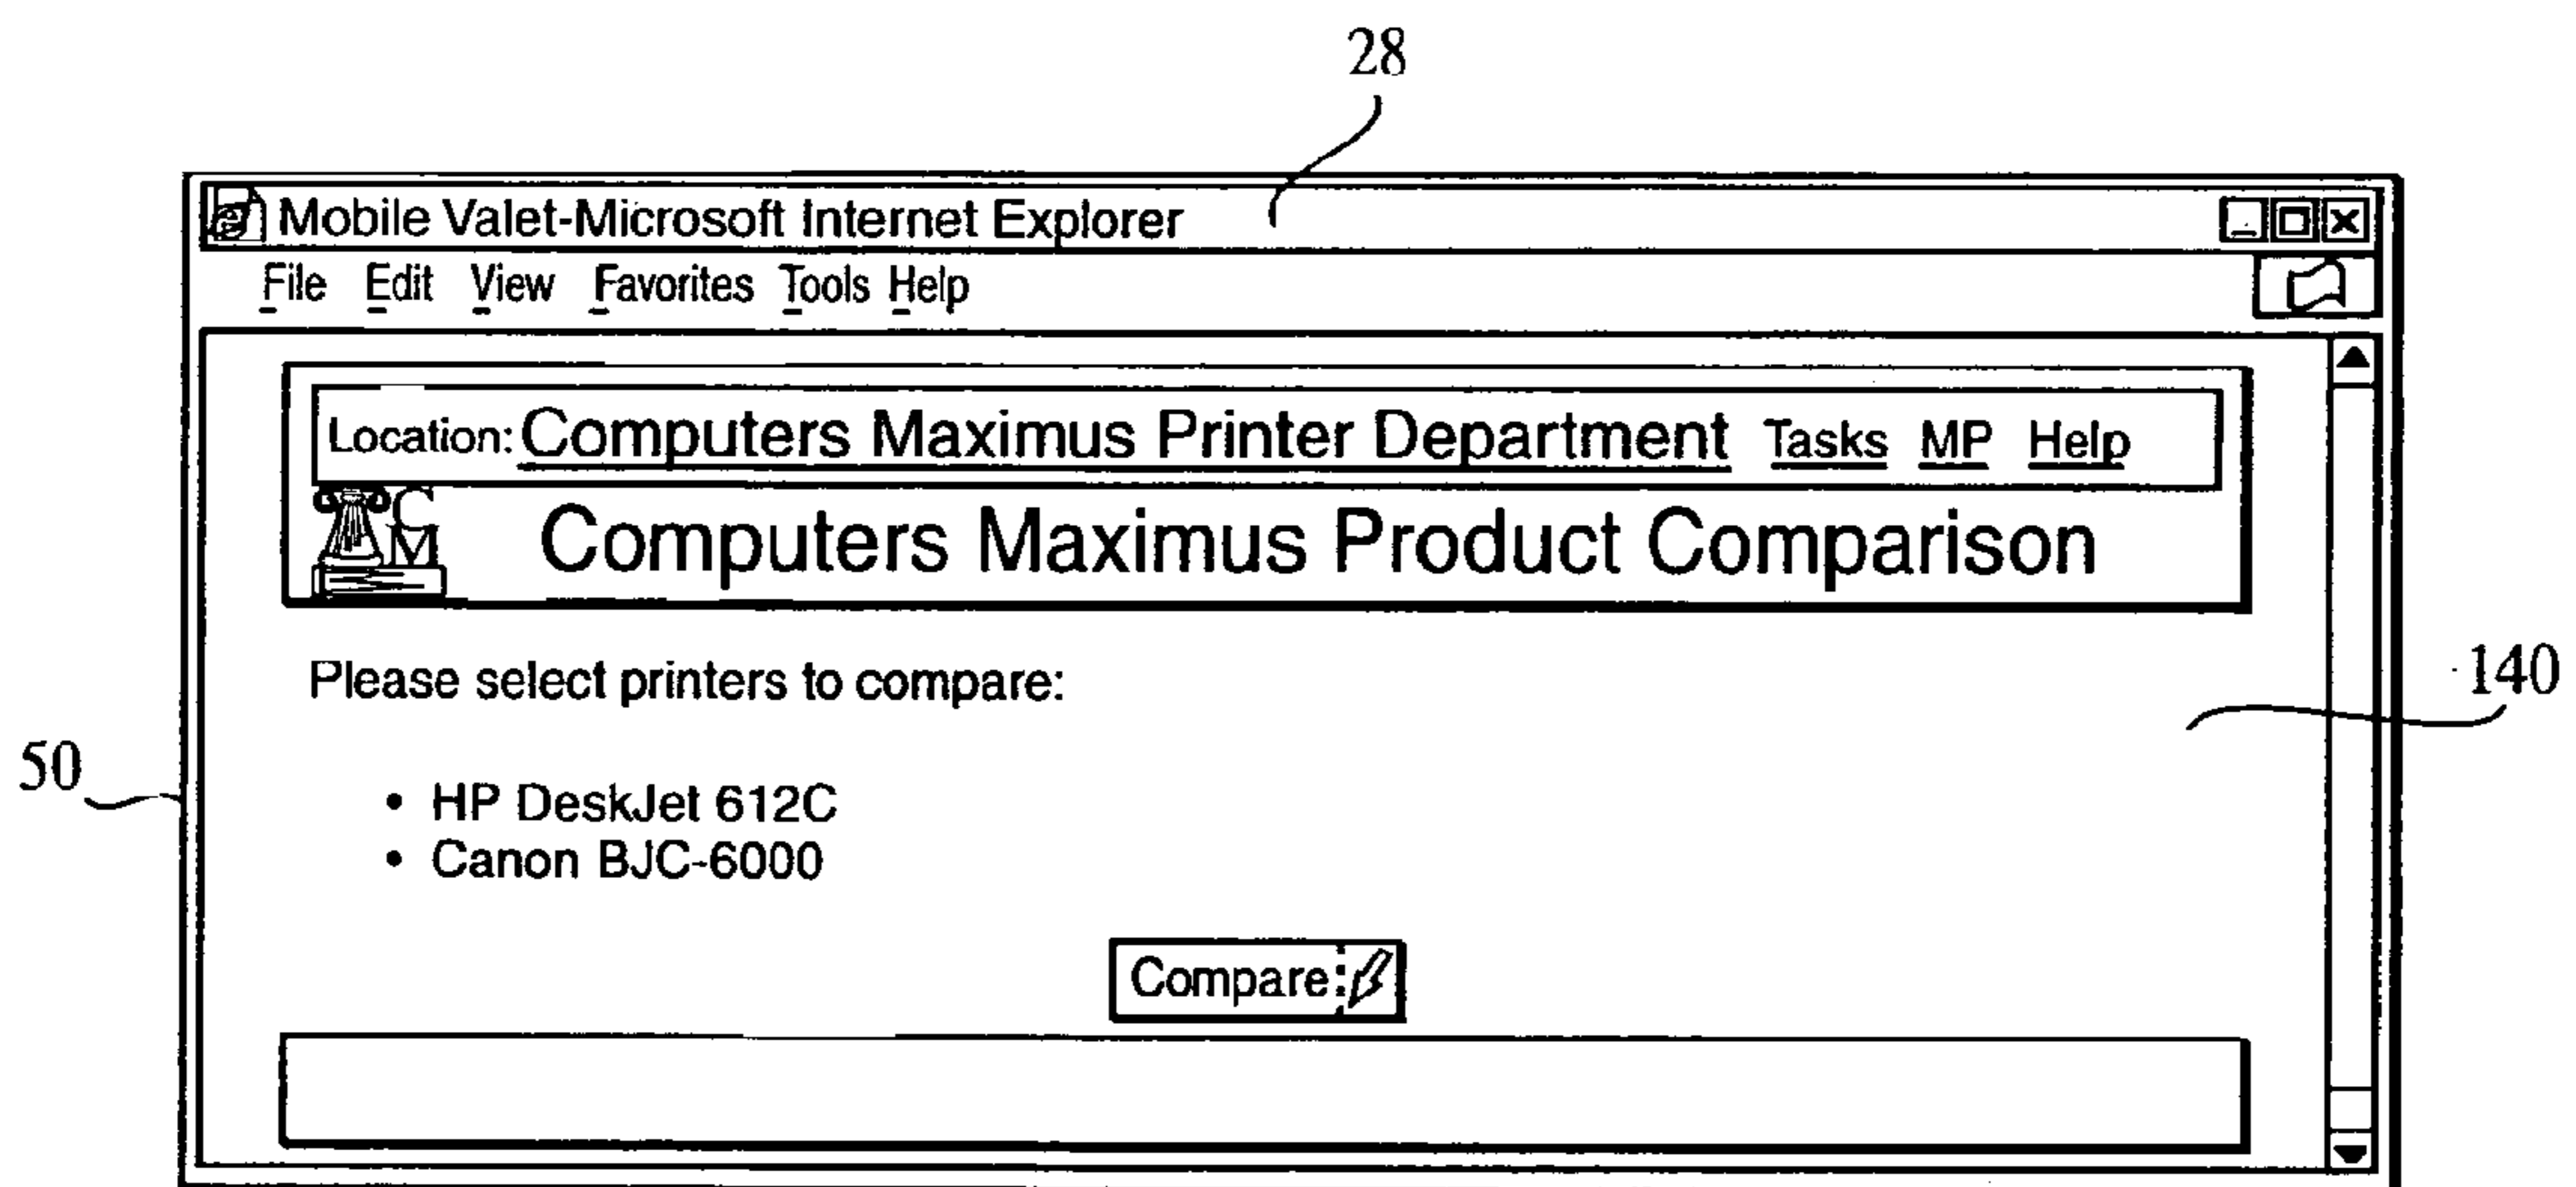 28
Mobile Valet-Microsoft Internet Explorer
File Edit View Favorites Tools Help
Location: Computers Maximus Printer Department Tasks MP Help
C
M
Computers Maximus Product Comparison
Please select printers to compare:
140
50
• HP DeskJet 612C
• Canon BJC-6000
Compare